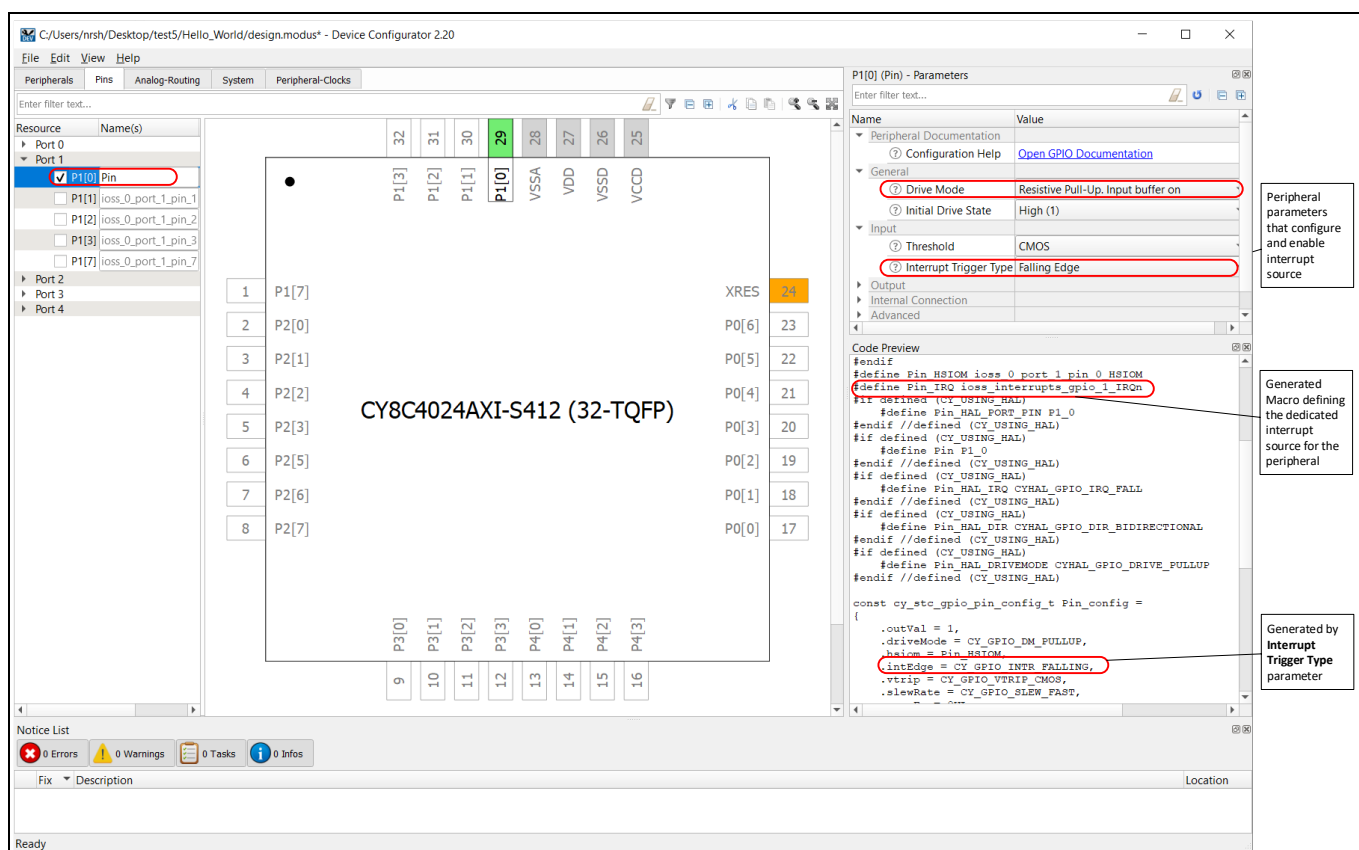 C:/Users/nrsh/Desktop/test5/Hello_World/design.modus* - Device Configurator 2.20
File Edit View Help
Peripherals Pins Analog-Routing System Peripheral-Clocks
Enter filter text...
Resource Name(s)
Port 0
Port 1
P1[0] Pin
P1[1] ioss_0_port_1_pin_1
P1[2] ioss_0_port_1_pin_2
P1[3] ioss_0_port_1_pin_3
P1[7] ioss_0_port_1_pin_7
Port 2
Port 3
Port 4
32 31 30 29 28 27 26 25
P1[3] P1[2] P1[1] P1[0] VSSA VDD VSSD VCCD
1 P1[7] XRES 24
2 P2[0] P0[6] 23
3 P2[1] P0[5] 22
4 P2[2] P0[4] 21
CY8C4024AXI-S412 (32-TQFP)
5 P2[3] P0[3] 20
6 P2[5] P0[2] 19
7 P2[6] P0[1] 18
8 P2[7] P0[0] 17
P3[0] P3[1] P3[2] P3[3] P4[0] P4[1] P4[2] P4[3]
9 10 11 12 13 14 15 16
P1[0] (Pin) - Parameters
Enter filter text...
Name Value
Peripheral Documentation
Configuration Help Open GPIO Documentation
General
Drive Mode Resistive Pull-Up. Input buffer on
Initial Drive State High (1)
Input
Threshold CMOS
Interrupt Trigger Type Falling Edge
Output
Internal Connection
Advanced
Code Preview
#endif
#define Pin_HSIOM ioss_0_port_1_pin_0_HSIOM
#define Pin_IRQ ioss_interrupts_gpio_1_IRQn
#if defined (CY_USING_HAL)
#define Pin_HAL_PORT_PIN P1_0
#endif //defined (CY_USING_HAL)
#if defined (CY_USING_HAL)
#define Pin P1_0
#endif //defined (CY_USING_HAL)
#if defined (CY_USING_HAL)
#define Pin_HAL_IRQ CYHAL_GPIO_IRQ_FALL
#endif //defined (CY_USING_HAL)
#if defined (CY_USING_HAL)
#define Pin_HAL_DIR CYHAL_GPIO_DIR_BIDIRECTIONAL
#endif //defined (CY_USING_HAL)
#if defined (CY_USING_HAL)
#define Pin_HAL_DRIVEMODE CYHAL_GPIO_DRIVE_PULLUP
#endif //defined (CY_USING_HAL)
const cy_stc_gpio_pin_config_t Pin_config =
{
.outVal = 1,
.driveMode = CY_GPIO_DM_PULLUP,
.hsiom = Pin_HSIOM,
.intEdge = CY_GPIO_INTR_FALLING,
.vtrip = CY_GPIO_VTRIP_CMOS,
.slewRate = CY_GPIO_SLEW_FAST,
Peripheral
parameters
that configure
and enable
interrupt
source
Generated
Macro defining
the dedicated
interrupt
source for the
peripheral
Generated by
Interrupt
Trigger Type
parameter
Notice List
0 Errors 0 Warnings 0 Tasks 0 Infos
Fix Description Location
Ready